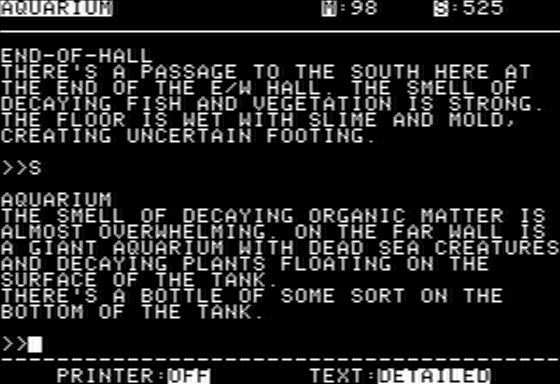 AQUARIUM M:98 S:525
END-OF-HALL
THERE'S A PASSAGE TO THE SOUTH HERE AT
THE END OF THE E/W HALL. THE SMELL OF
DECAYING FISH AND VEGETATION IS STRONG.
THE FLOOR IS WET WITH SLIME AND MOLD,
CREATING UNCERTAIN FOOTING.
>>S
AQUARIUM
THE SMELL OF DECAYING ORGANIC MATTER IS
ALMOST OVERWHELMING. ON THE FAR WALL IS
A GIANT AQUARIUM WITH DEAD SEA CREATURES
AND DECAYING PLANTS FLOATING ON THE
SURFACE OF THE TANK.
THERE'S A BOTTLE OF SOME SORT ON THE
BOTTOM OF THE TANK.
>>
PRINTER:OFF TEXT:DETAILED